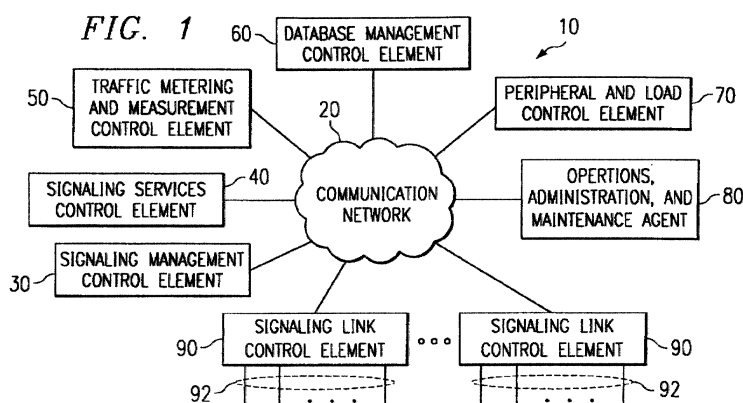 FIG. 1
60
DATABASE MANAGEMENT
CONTROL ELEMENT
10
50
TRAFFIC METERING
AND MEASUREMENT
CONTROL ELEMENT
PERIPHERAL AND LOAD
CONTROL ELEMENT
70
20
SIGNALING SERVICES
CONTROL ELEMENT
40
COMMUNICATION
NETWORK
OPERTIONS,
ADMINISTRATION, AND
MAINTENANCE AGENT
80
30
SIGNALING MANAGEMENT
CONTROL ELEMENT
90
SIGNALING LINK
CONTROL ELEMENT
SIGNALING LINK
CONTROL ELEMENT
90
92
92